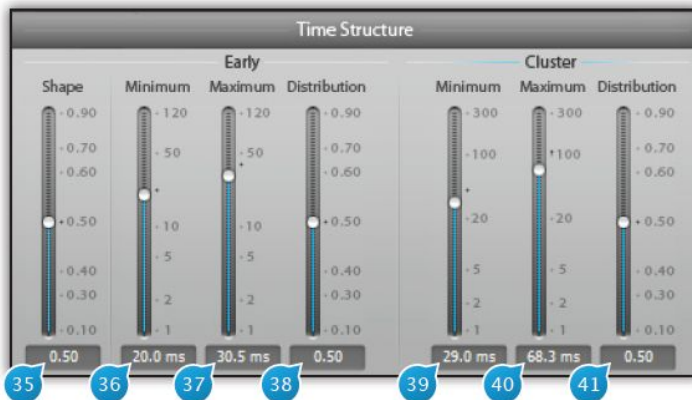 Time Structure
Early Cluster
Shape Minimum Maximum Distribution Minimum Maximum Distribution
0.90 120 120 0.90 300 300 0.90
0.70 50 50 0.70 100 100 0.70
0.60 0.60 0.60
0.50 10 10 0.50 20 20 0.50
0.40 5 5 0.40 5 5 0.40
0.30 2 2 0.30 2 2 0.30
0.10 1 1 0.10 1 1 0.10
0.50 20.0 ms 30.5 ms 0.50 29.0 ms 68.3 ms 0.50
35 36 37 38 39 40 41